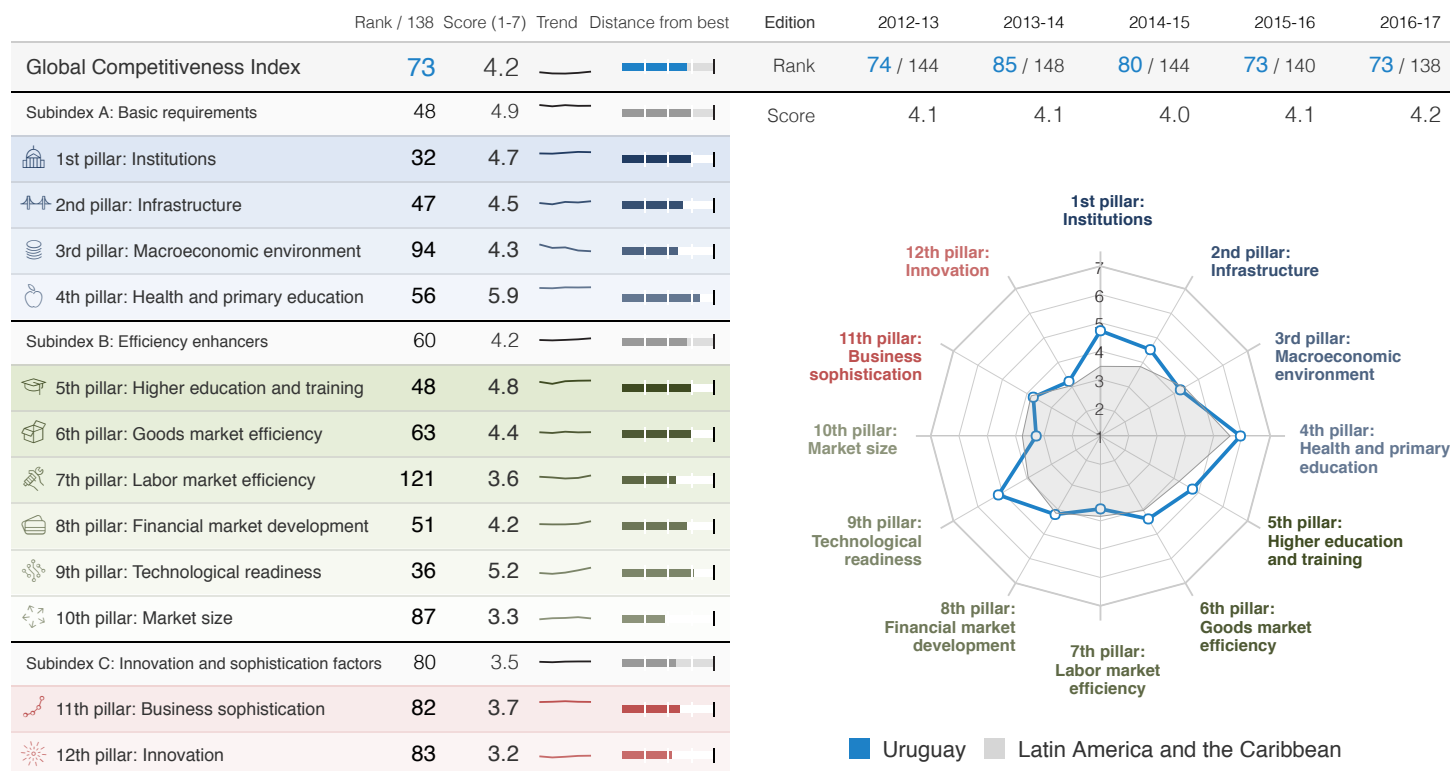 Rank / 138 Score (1-7) Trend Distance from best
Global Competitiveness Index 73 4.2
Subindex A: Basic requirements 48 4.9
1st pillar: Institutions 32 4.7
2nd pillar: Infrastructure 47 4.5
3rd pillar: Macroeconomic environment 94 4.3
4th pillar: Health and primary education 56 5.9
Subindex B: Efficiency enhancers 60 4.2
5th pillar: Higher education and training 48 4.8
6th pillar: Goods market efficiency 63 4.4
7th pillar: Labor market efficiency 121 3.6
8th pillar: Financial market development 51 4.2
9th pillar: Technological readiness 36 5.2
10th pillar: Market size 87 3.3
Subindex C: Innovation and sophistication factors 80 3.5
11th pillar: Business sophistication 82 3.7
12th pillar: Innovation 83 3.2
Edition 2012-13 2013-14 2014-15 2015-16 2016-17
Rank 74 / 144 85 / 148 80 / 144 73 / 140 73 / 138
Score 4.1 4.1 4.0 4.1 4.2
1st pillar:
Institutions
2nd pillar:
Infrastructure
3rd pillar:
Macroeconomic
environment
4th pillar:
Health and primary
education
5th pillar:
Higher education
and training
6th pillar:
Goods market
efficiency
7th pillar:
Labor market
efficiency
8th pillar:
Financial market
development
9th pillar:
Technological
readiness
10th pillar:
Market size
11th pillar:
Business
sophistication
12th pillar:
Innovation
7
6
5
4
3
2
1
Uruguay Latin America and the Caribbean